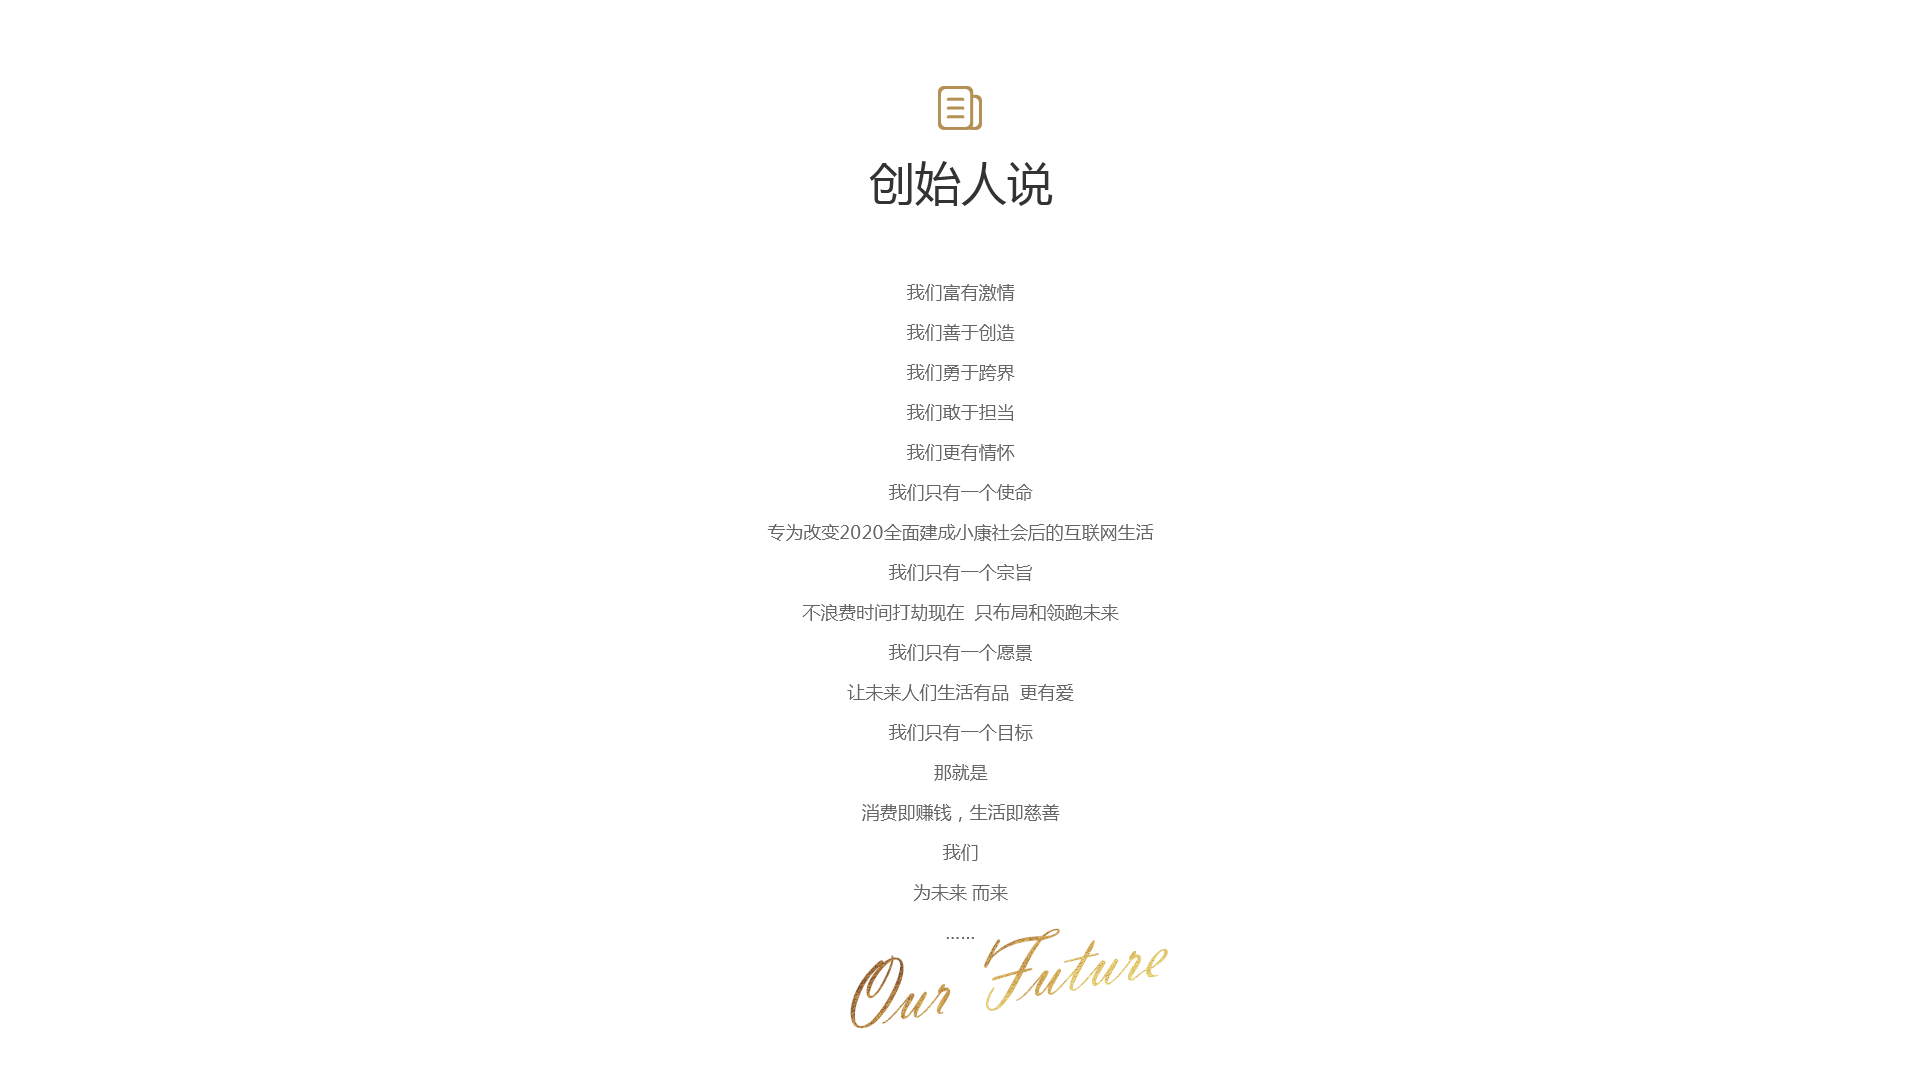 创始人说
我们富有激情
我们善于创造
我们勇于跨界
我们敢于担当
我们更有情怀
我们只有一个使命
专为改变2020全面建成小康社会后的互联网生活
我们只有一个宗旨
不浪费时间打劫现在  只布局和领跑未来
我们只有一个愿景
让未来人们生活有品  更有爱
我们只有一个目标
那就是
消费即赚钱，生活即慈善
我们
为未来 而来
……
Our Future